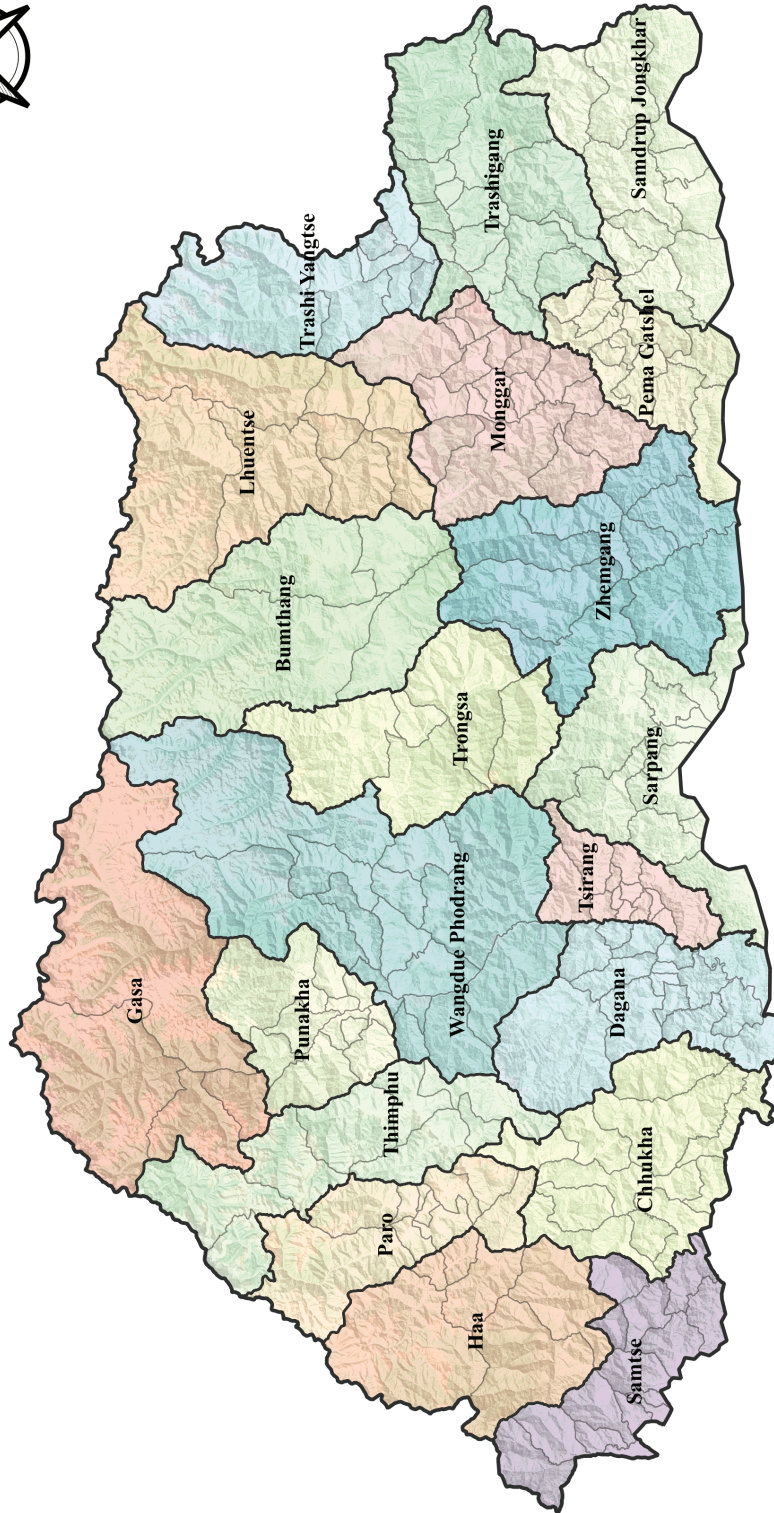 Gasa
Punakha
Thimphu
Paro
Haa
Samtse
Chhukha
Dagana
Wangdue Phodrang
Tsirang
Sarpang
Trongsa
Bumthang
Zhemgang
Lhuentse
Monggar
Trashi Yangtse
Trashigang
Pema Gatshel
Samdrup Jongkhar